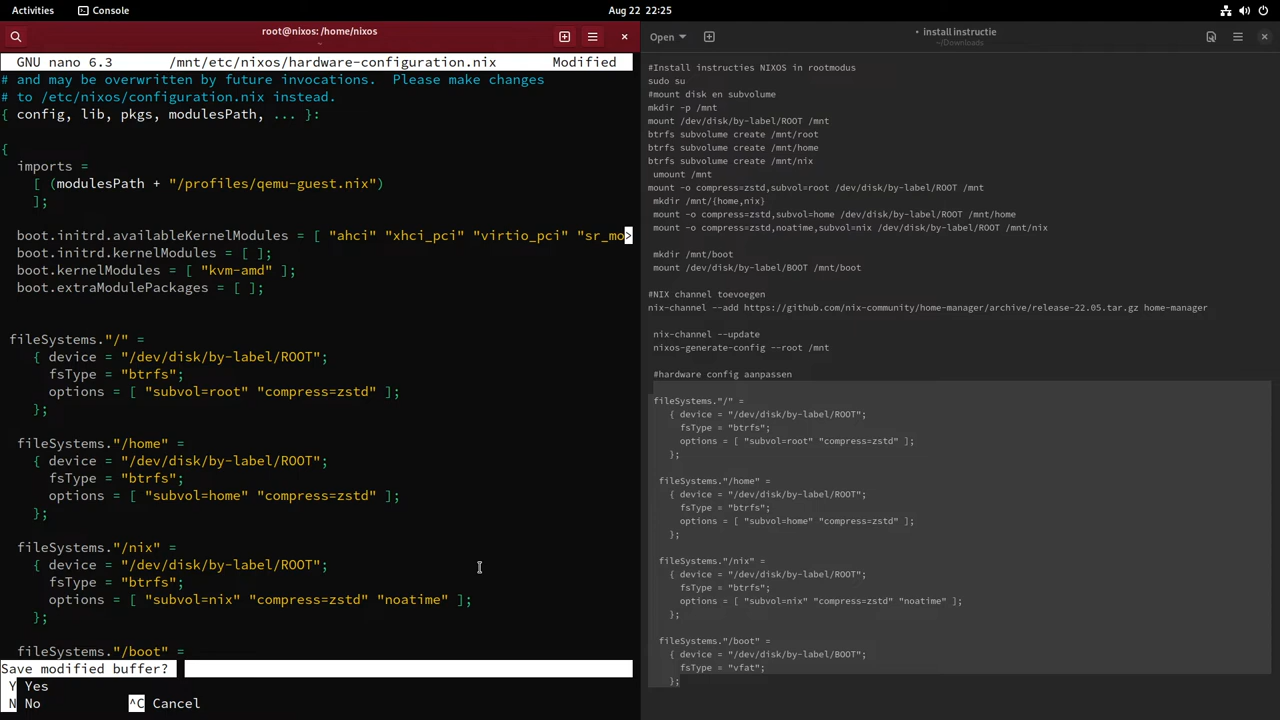 Activities
Console
Aug 22 22:25
root@nixos: /home/nixos
~
GNU nano 6.3 /mnt/etc/nixos/hardware-configuration.nix Modified
# and may be overwritten by future invocations. Please make changes
# to /etc/nixos/configuration.nix instead.
{ config, lib, pkgs, modulesPath, ... }:
{
imports =
[ (modulesPath + "/profiles/qemu-guest.nix")
];
boot.initrd.availableKernelModules = [ "ahci" "xhci_pci" "virtio_pci" "sr_mo>
boot.initrd.kernelModules = [ ];
boot.kernelModules = [ "kvm-amd" ];
boot.extraModulePackages = [ ];
fileSystems."/" =
{ device = "/dev/disk/by-label/ROOT";
fsType = "btrfs";
options = [ "subvol=root" "compress=zstd" ];
};
fileSystems."/home" =
{ device = "/dev/disk/by-label/ROOT";
fsType = "btrfs";
options = [ "subvol=home" "compress=zstd" ];
};
fileSystems."/nix" =
{ device = "/dev/disk/by-label/ROOT";
fsType = "btrfs";
options = [ "subvol=nix" "compress=zstd" "noatime" ];
};
fileSystems."/boot" =
Save modified buffer?
Y Yes
N No ^C Cancel
Open
• install instructie
~/Downloads
#Install instructies NIXOS in rootmodus
sudo su
#mount disk en subvolume
mkdir -p /mnt
mount /dev/disk/by-label/ROOT /mnt
btrfs subvolume create /mnt/root
btrfs subvolume create /mnt/home
btrfs subvolume create /mnt/nix
umount /mnt
mount -o compress=zstd,subvol=root /dev/disk/by-label/ROOT /mnt
mkdir /mnt/{home,nix}
mount -o compress=zstd,subvol=home /dev/disk/by-label/ROOT /mnt/home
mount -o compress=zstd,noatime,subvol=nix /dev/disk/by-label/ROOT /mnt/nix
mkdir /mnt/boot
mount /dev/disk/by-label/BOOT /mnt/boot
#NIX channel toevoegen
nix-channel --add https://github.com/nix-community/home-manager/archive/release-22.05.tar.gz home-manager
nix-channel --update
nixos-generate-config --root /mnt
#hardware config aanpassen
fileSystems."/" =
{ device = "/dev/disk/by-label/ROOT";
fsType = "btrfs";
options = [ "subvol=root" "compress=zstd" ];
};
fileSystems."/home" =
{ device = "/dev/disk/by-label/ROOT";
fsType = "btrfs";
options = [ "subvol=home" "compress=zstd" ];
};
fileSystems."/nix" =
{ device = "/dev/disk/by-label/ROOT";
fsType = "btrfs";
options = [ "subvol=nix" "compress=zstd" "noatime" ];
};
fileSystems."/boot" =
{ device = "/dev/disk/by-label/BOOT";
fsType = "vfat";
};